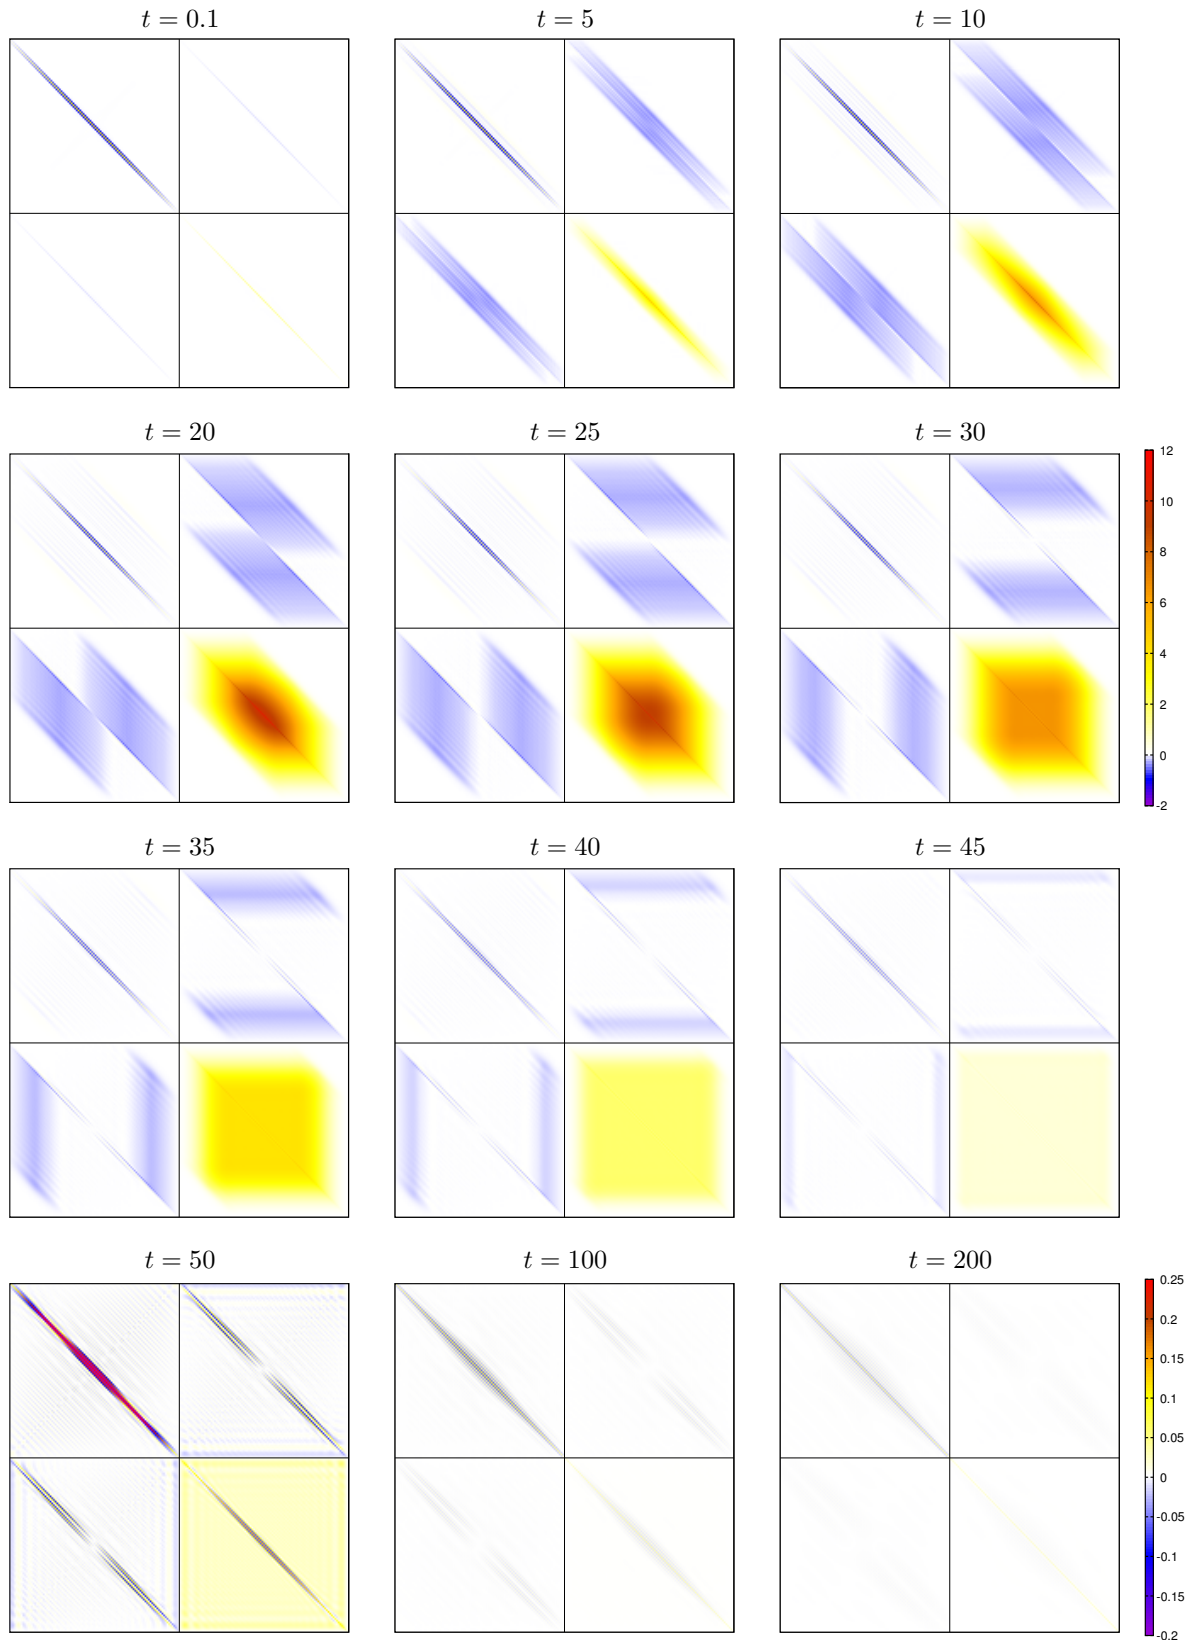 t = 0.1
t = 5
t = 10
t = 20
t = 25
t = 30
12
10
8
6
4
2
0
-2
t = 35
t = 40
t = 45
t = 50
t = 100
t = 200
0.25
0.2
0.15
0.1
0.05
0
-0.05
-0.1
-0.15
-0.2